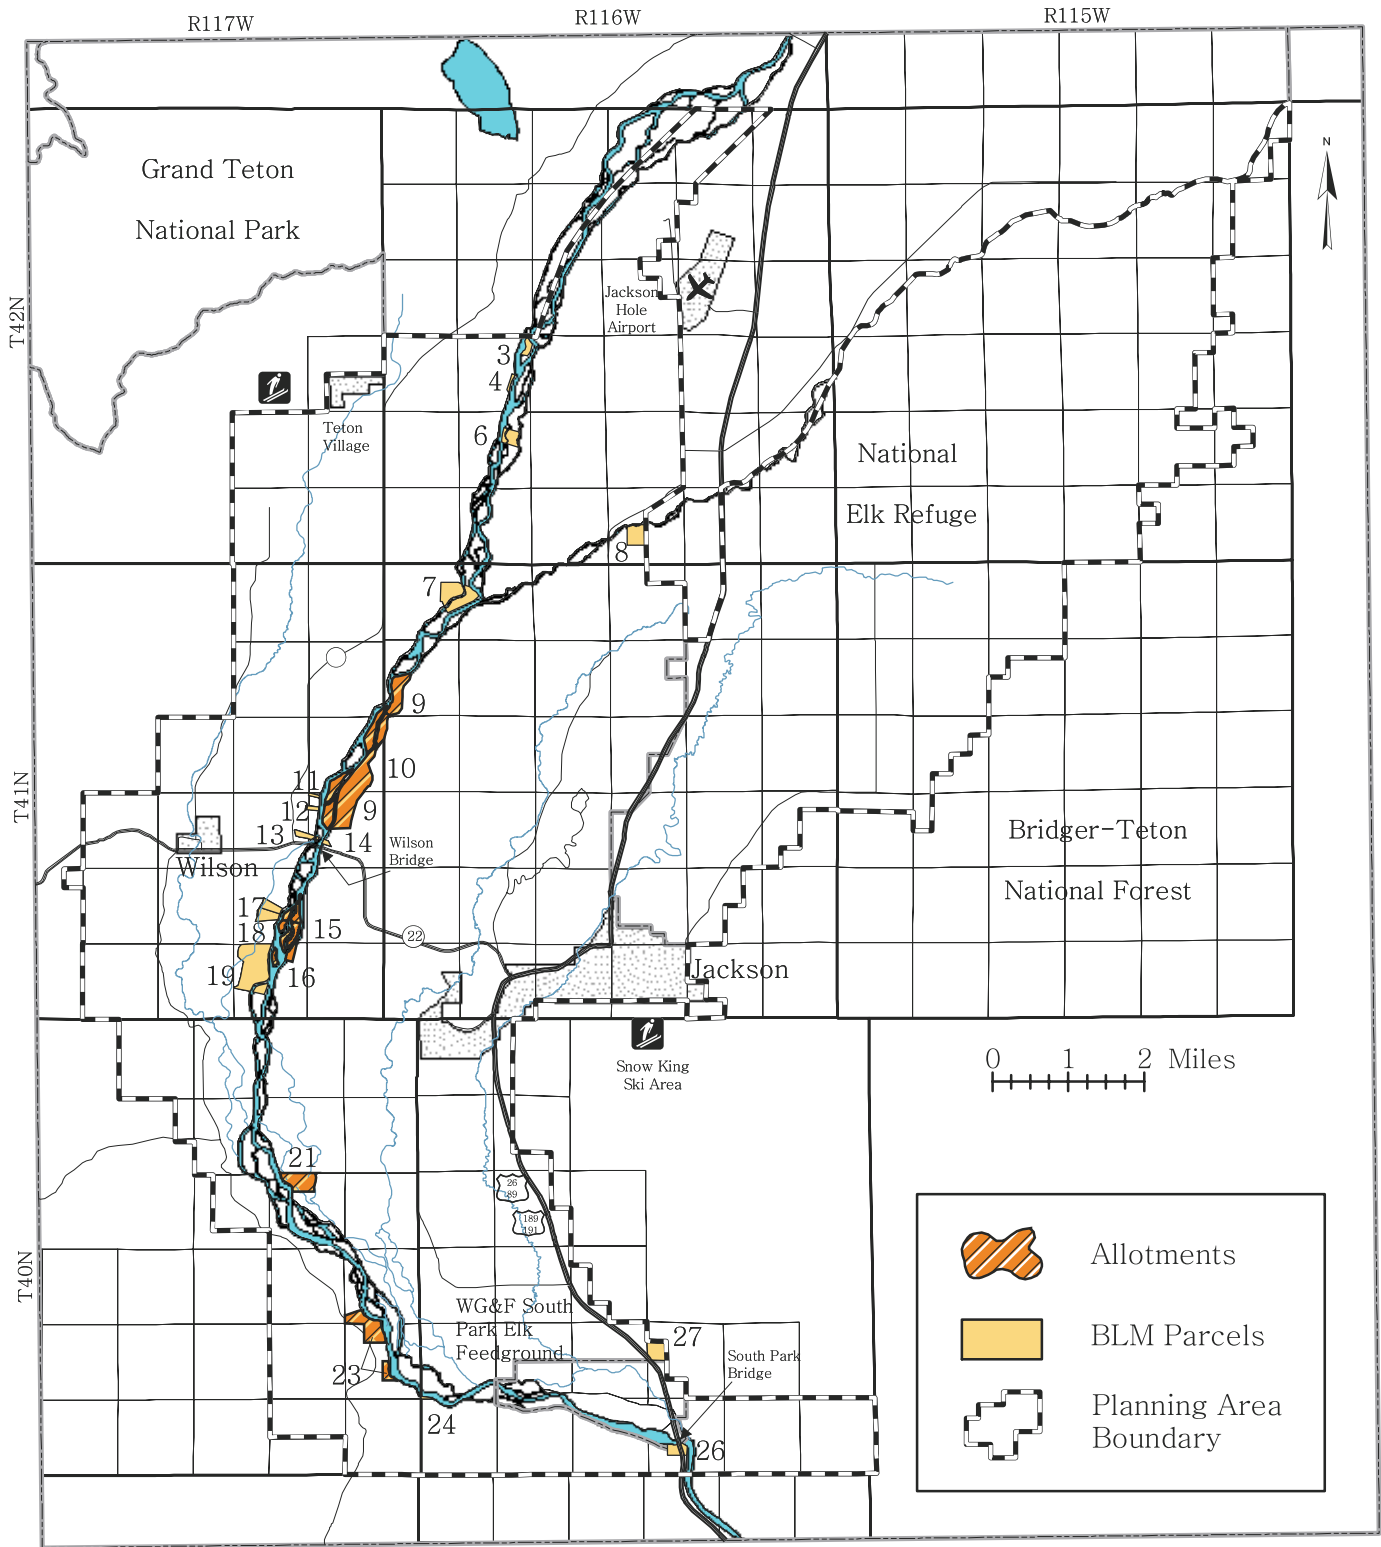 R117W
R116W
R115W
Grand Teton
National Park
N
T42N
Jackson
Hole
Airport
3
4
Teton
Village
6
National
Elk Refuge
8
7
9
10
11
T41N
12
9
13
14
Wilson
Bridge
Wilson
Bridger-Teton
National Forest
17
18
15
22
19
16
Jackson
Snow King
Ski Area
0 1 2 Miles
21
26
89
189
191
T40N
Allotments
WG&F South
Park Elk
Feedground
27
BLM Parcels
South Park
Bridge
23
24
Planning Area
Boundary
26